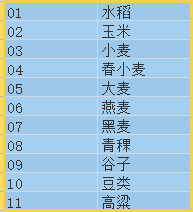 01 水稻
02 玉米
03 小麦
04 春小麦
05 大麦
06 燕麦
07 黑麦
08 青稞
09 谷子
10 豆类
11 高粱